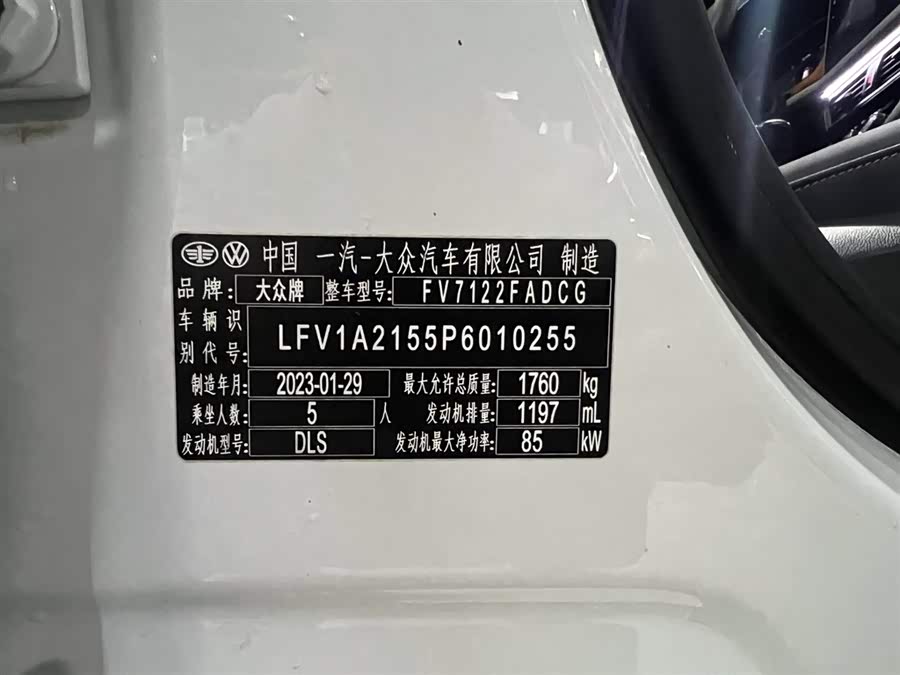 中国 一汽-大众汽车有限公司 制造
品牌: 大众牌 整车型号: FV7122FADCG
车辆识别代号: LFV1A2155P6010255
制造年月: 2023-01-29 最大允许总质量: 1760 kg
乘坐人数: 5 人 发动机排量: 1197 mL
发动机型号: DLS 发动机最大净功率: 85 kW